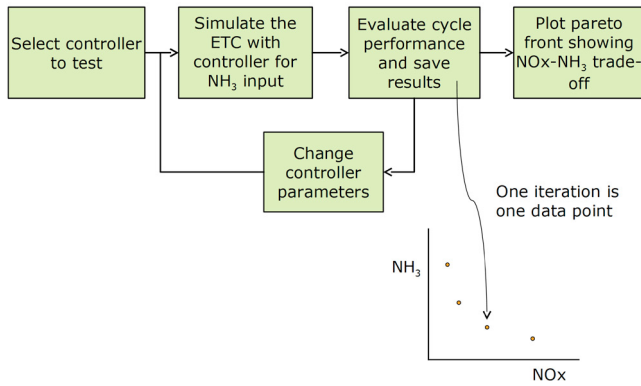 Select controller
to test
Simulate the
ETC with
controller for
NH₃ input
Evaluate cycle
performance
and save
results
Plot pareto
front showing
NOx-NH₃ trade-
off
Change
controller
parameters
One iteration is
one data point
NH₃
NOx